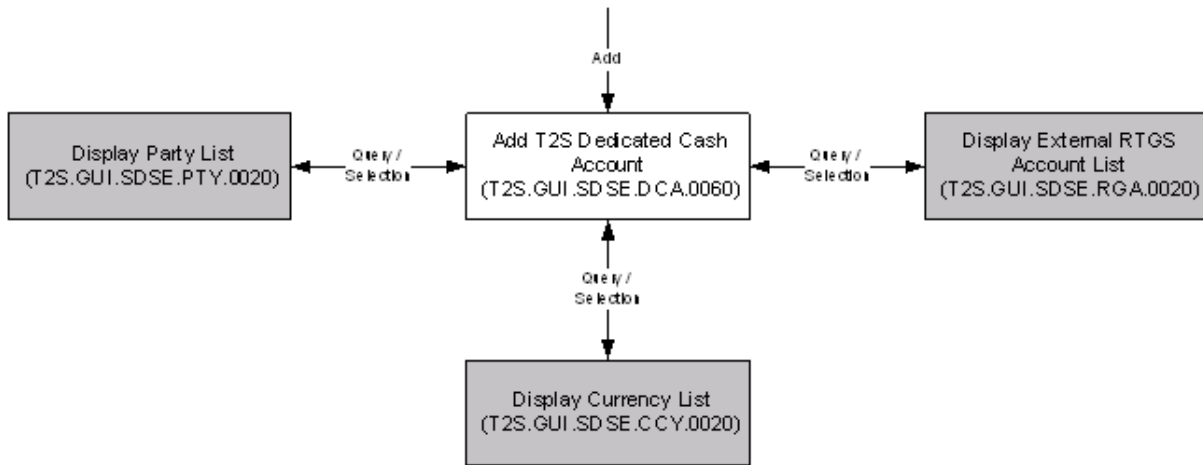 Add
Display Party List
(T2S.GUI.SDSE.PTY.0020)
Query /
Selection
Add T2S Dedicated Cash
Account
(T2S.GUI.SDSE.DCA.0060)
Query /
Selection
Display External RTGS
Account List
(T2S.GUI.SDSE.RGA.0020)
Query /
Selection
Display Currency List
(T2S.GUI.SDSE.CCY.0020)